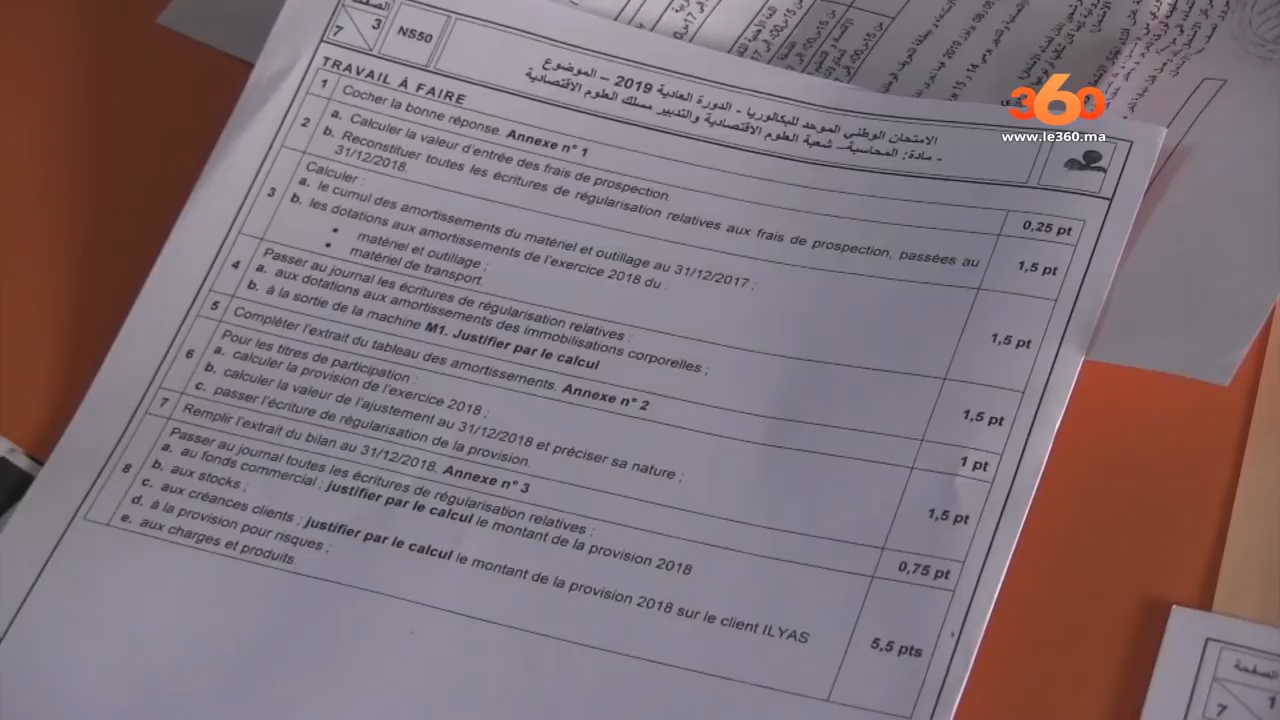 الصفحة
3
7
NS50
الامتحان الوطني الموحد للبكالوريا - الدورة العادية 2019 – الموضوع
- مادة: المحاسبة– شعبة العلوم الاقتصادية والتدبير مسلك العلوم الاقتصادية
LE 360
www.le360.ma
TRAVAIL À FAIRE
1 Cocher la bonne réponse. Annexe n° 1 0,25 pt
2 a. Calculer la valeur d'entrée des frais de prospection.
b. Reconstituer toutes les écritures de régularisation relatives aux frais de prospection, passées au
31/12/2018. 1,5 pt
3 Calculer :
a. le cumul des amortissements du matériel et outillage au 31/12/2017 ;
b. les dotations aux amortissements de l'exercice 2018 du :
• matériel et outillage ;
• matériel de transport. 1,5 pt
4 Passer au journal les écritures de régularisation relatives :
a. aux dotations aux amortissements des immobilisations corporelles ;
b. à la sortie de la machine M1. Justifier par le calcul 1,5 pt
5 Compléter l'extrait du tableau des amortissements. Annexe n° 2 1 pt
6 Pour les titres de participation :
a. calculer la provision de l'exercice 2018 ;
b. calculer la valeur de l'ajustement au 31/12/2018 et préciser sa nature ;
c. passer l'écriture de régularisation de la provision. 1,5 pt
7 Remplir l'extrait du bilan au 31/12/2018. Annexe n° 3 0,75 pt
8 Passer au journal toutes les écritures de régularisation relatives :
a. au fonds commercial ; justifier par le calcul le montant de la provision 2018
b. aux stocks ;
c. aux créances clients ; justifier par le calcul le montant de la provision 2018 sur le client ILYAS
d. à la provision pour risques ;
e. aux charges et produits. 5,5 pts
الصفحة
1
7